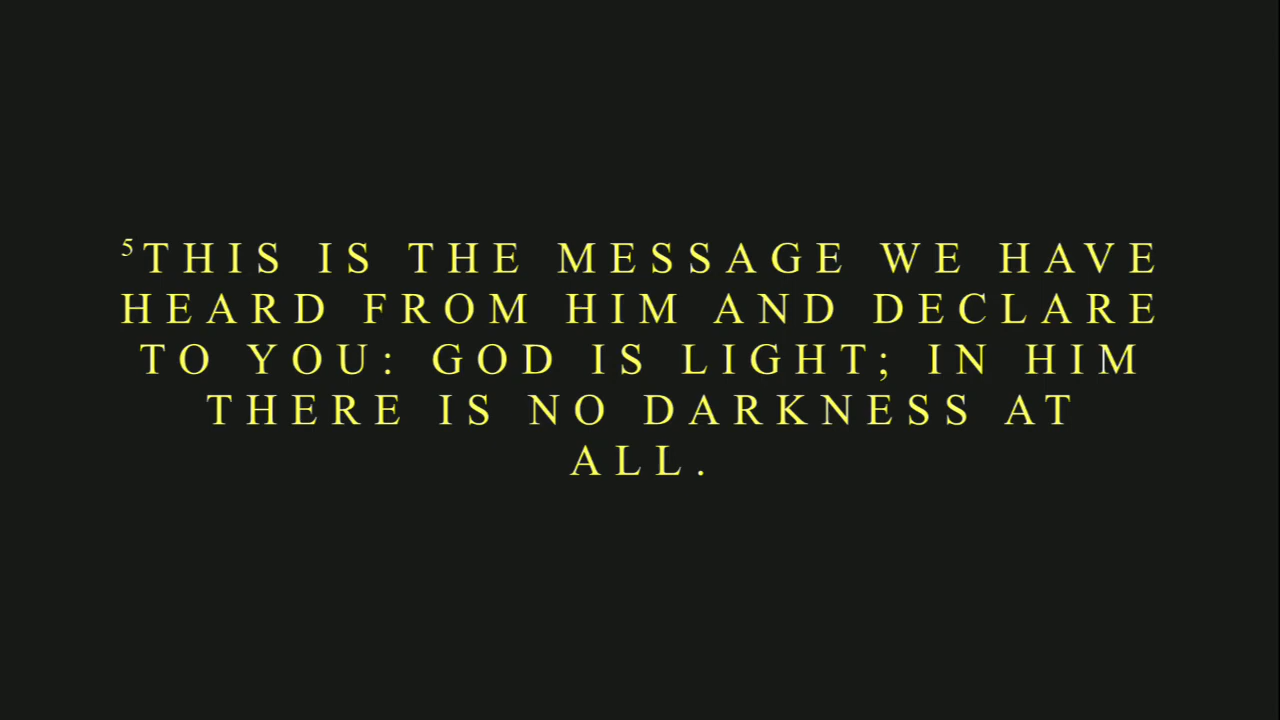 ⁵THIS IS THE MESSAGE WE HAVE
HEARD FROM HIM AND DECLARE
TO YOU: GOD IS LIGHT; IN HIM
THERE IS NO DARKNESS AT
ALL.